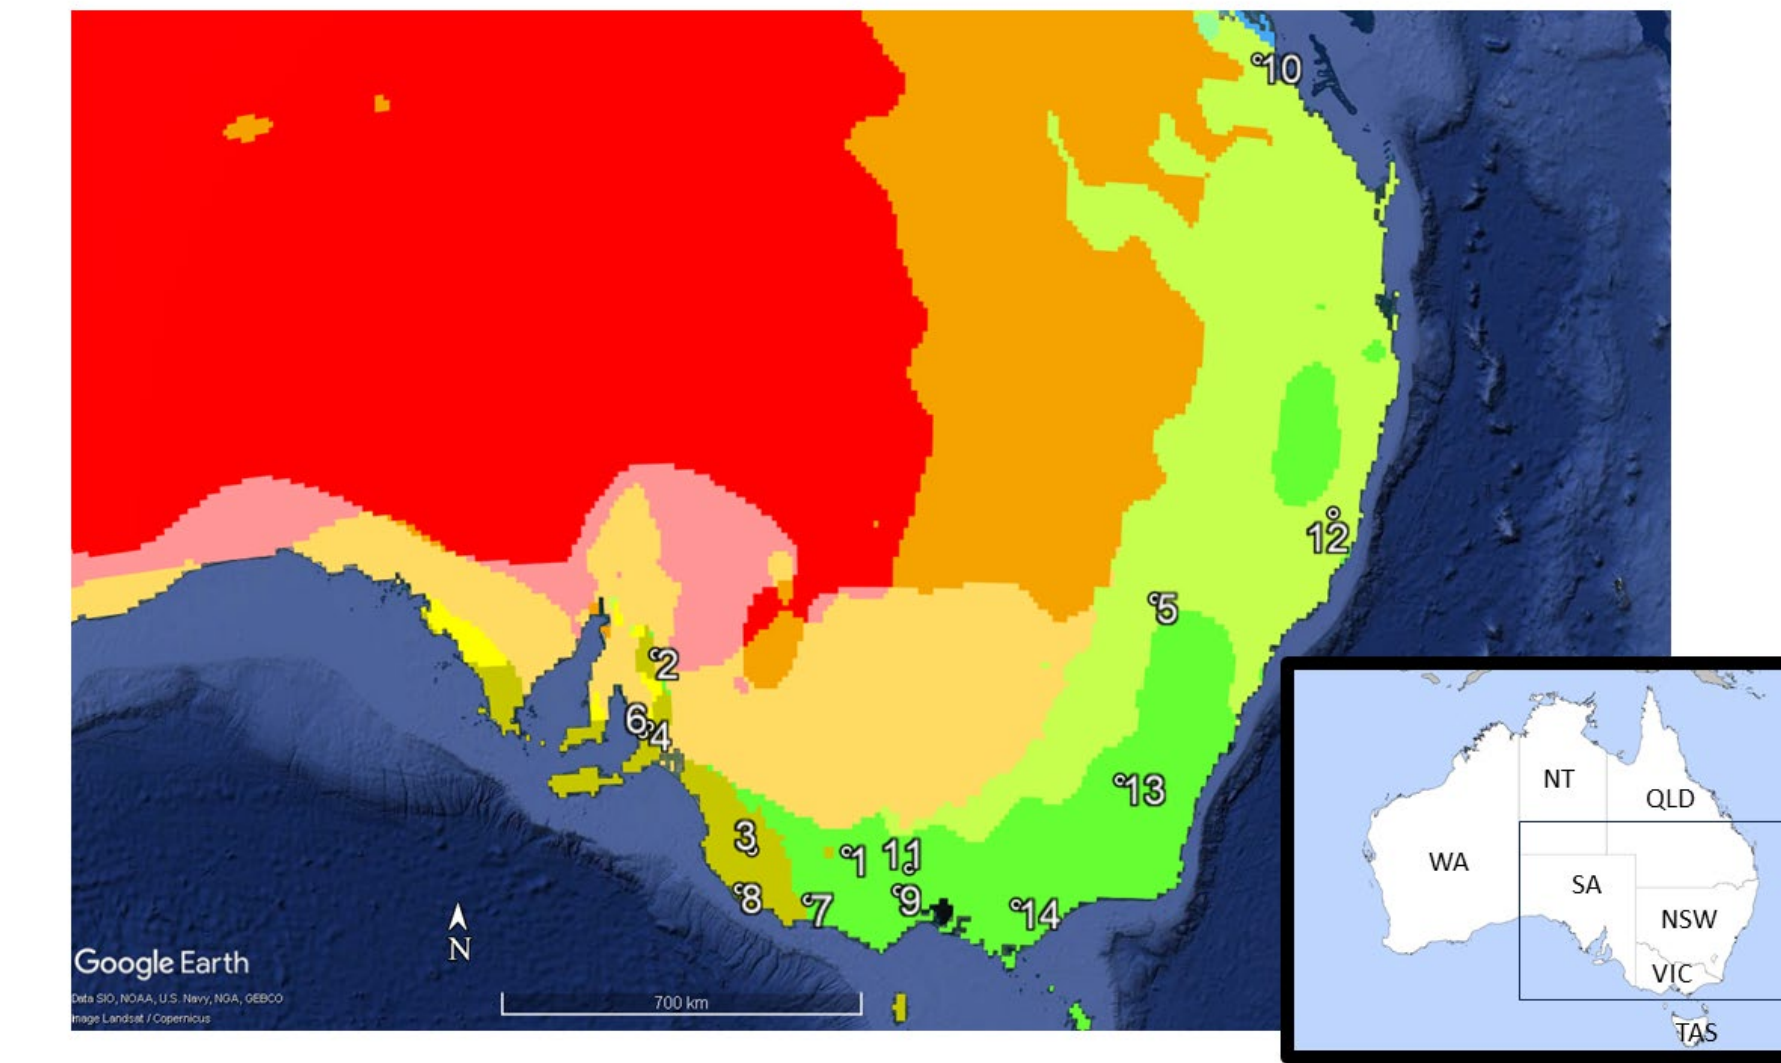 10
12
5
2
6
4
13
3
1
11
8
7
9
14
N
Google Earth
Data SIO, NOAA, U.S. Navy, NGA, GEBCO
Image Landsat / Copernicus
700 km
NT
QLD
WA
SA
NSW
VIC
TAS